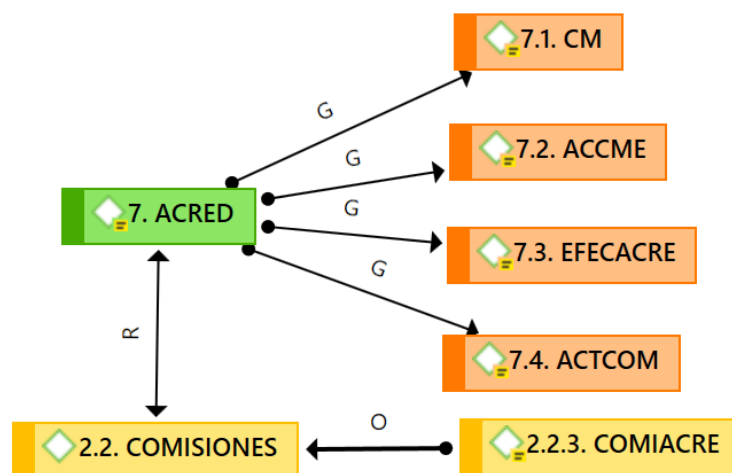 7.1. CM
G
7.2. ACCME
G
7. ACRED
G
7.3. EFECACRE
G
7.4. ACTCOM
R
2.2. COMISIONES
O
2.2.3. COMIACRE